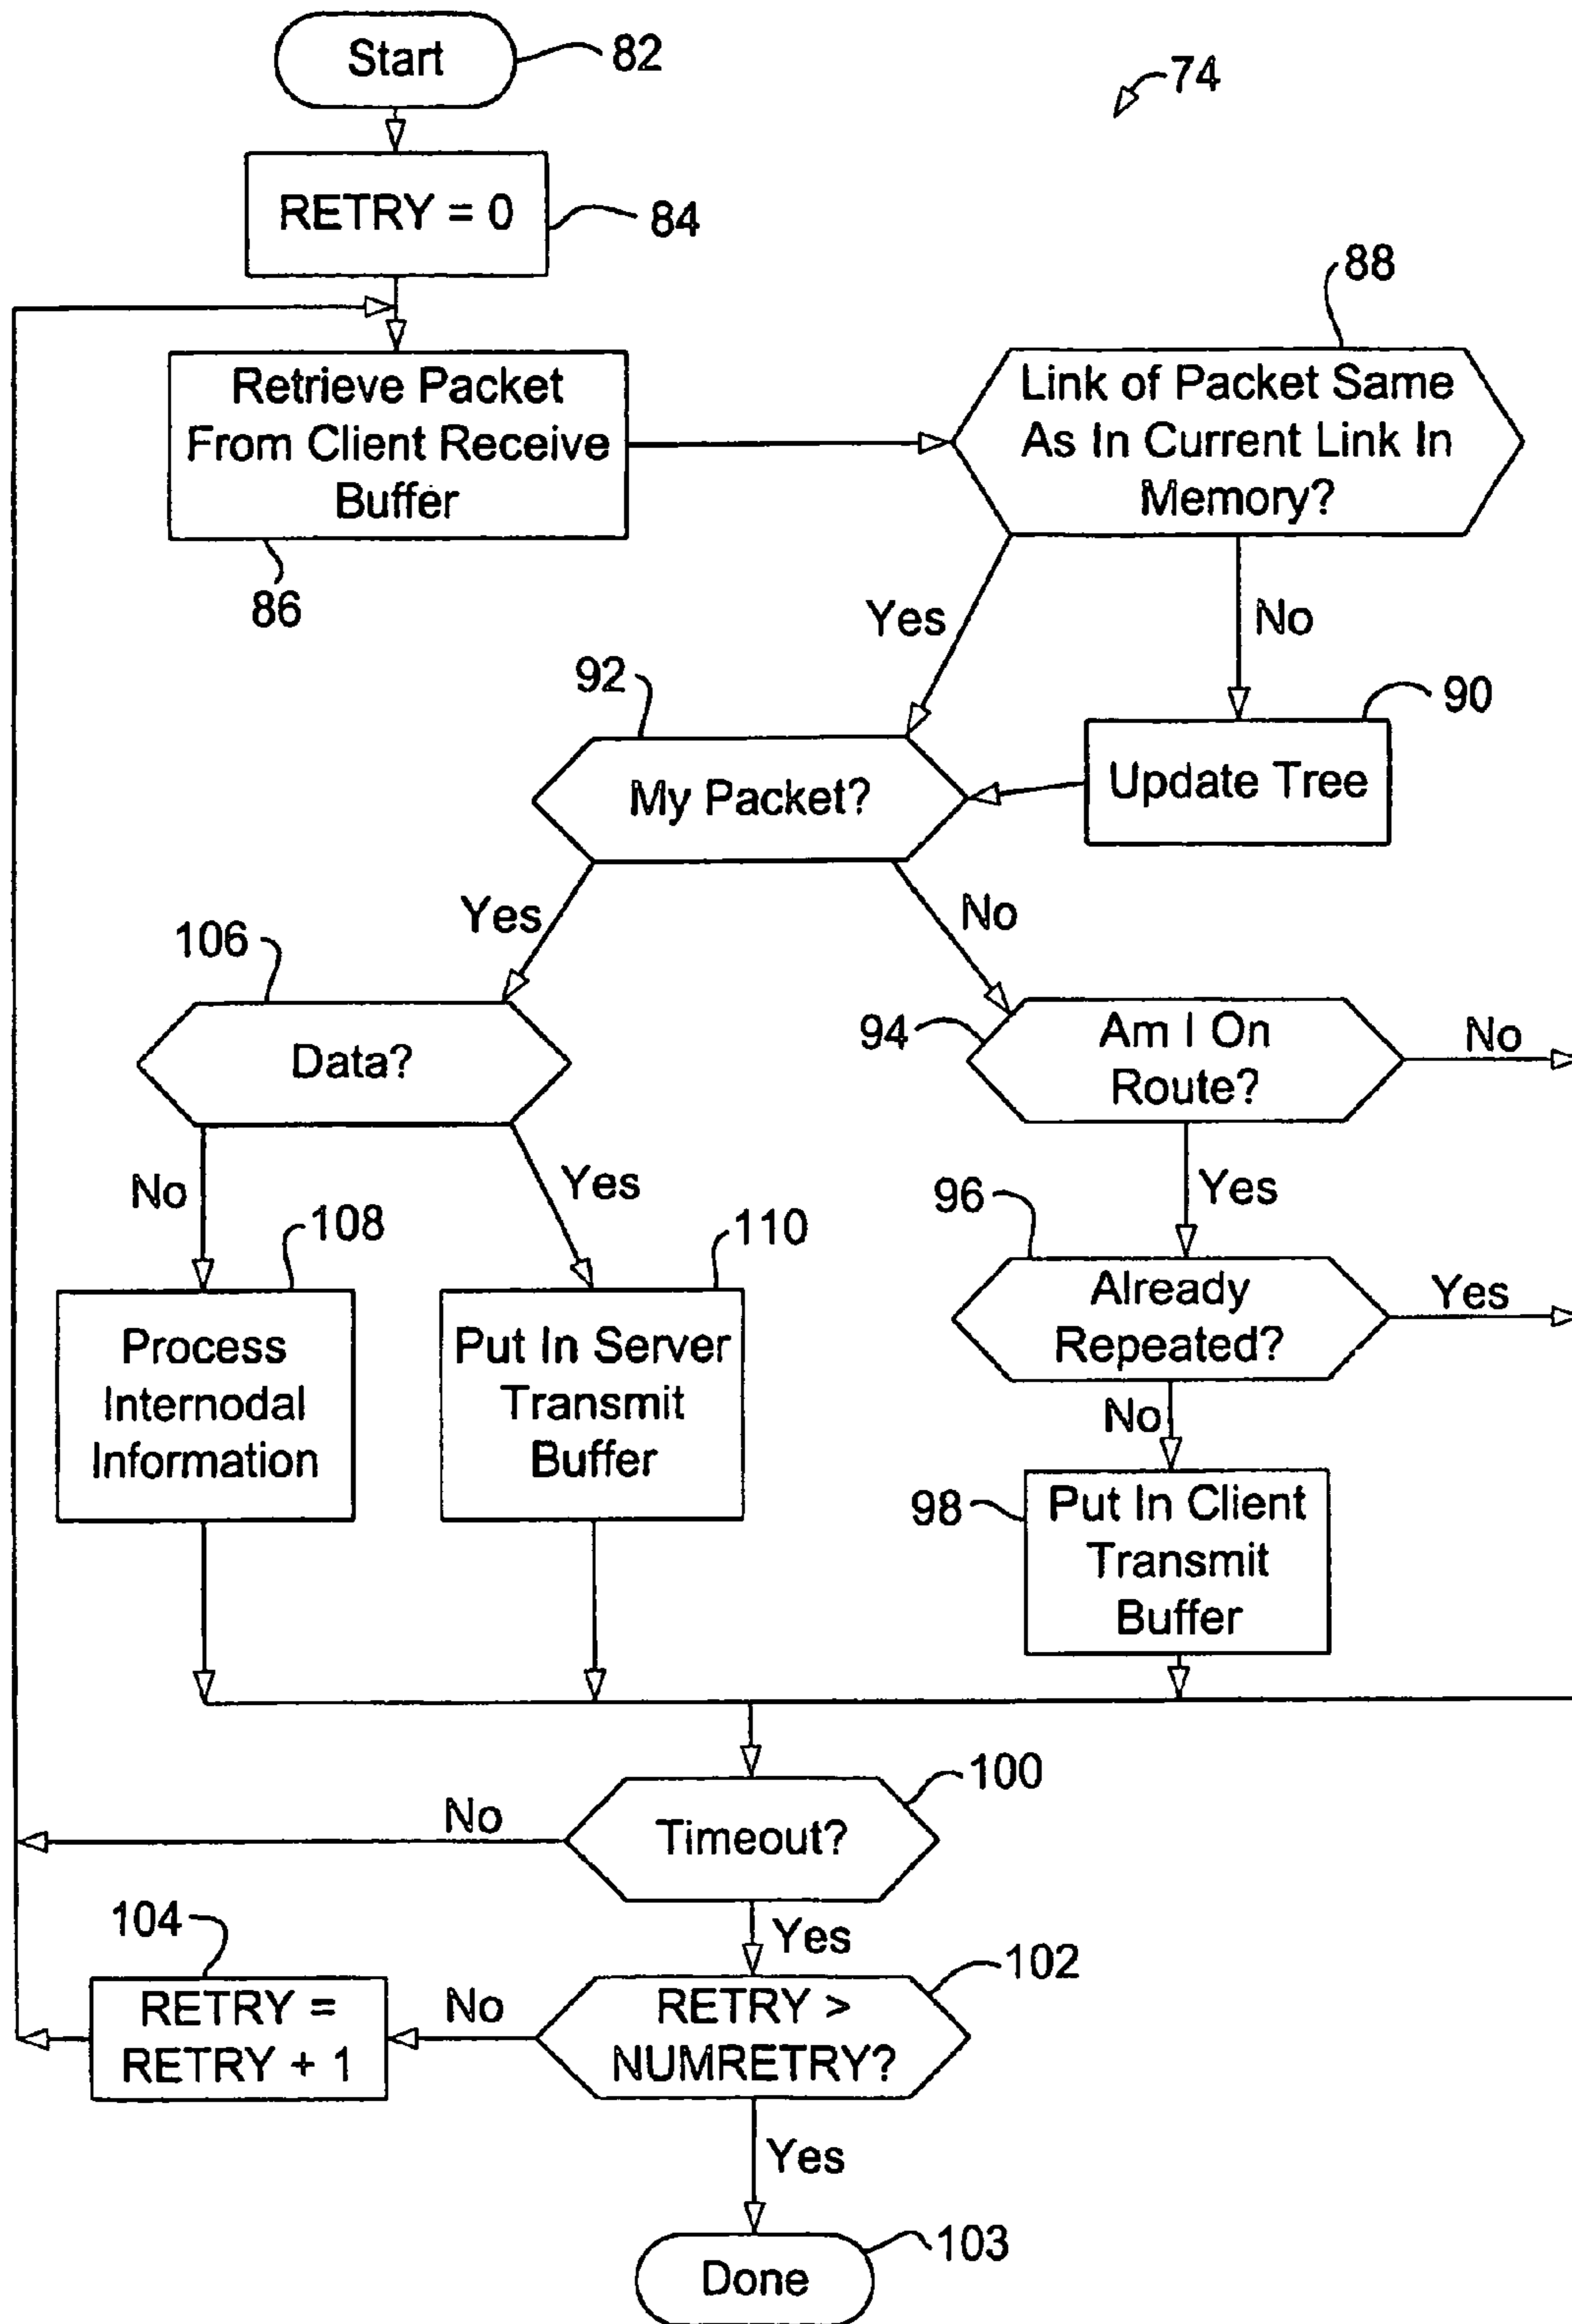 Start
82
74
RETRY = 0
84
88
Retrieve Packet
From Client Receive
Buffer
86
Link of Packet Same
As In Current Link In
Memory?
Yes
No
92
90
My Packet?
Update Tree
Yes
No
106
94
Data?
Am I On
Route?
No
No
Yes
Yes
96
108
110
Already
Repeated?
Yes
Process
Internodal
Information
Put In Server
Transmit
Buffer
No
98
Put In Client
Transmit
Buffer
100
No
Timeout?
104
Yes
102
RETRY =
RETRY + 1
No
RETRY >
NUMRETRY?
Yes
103
Done